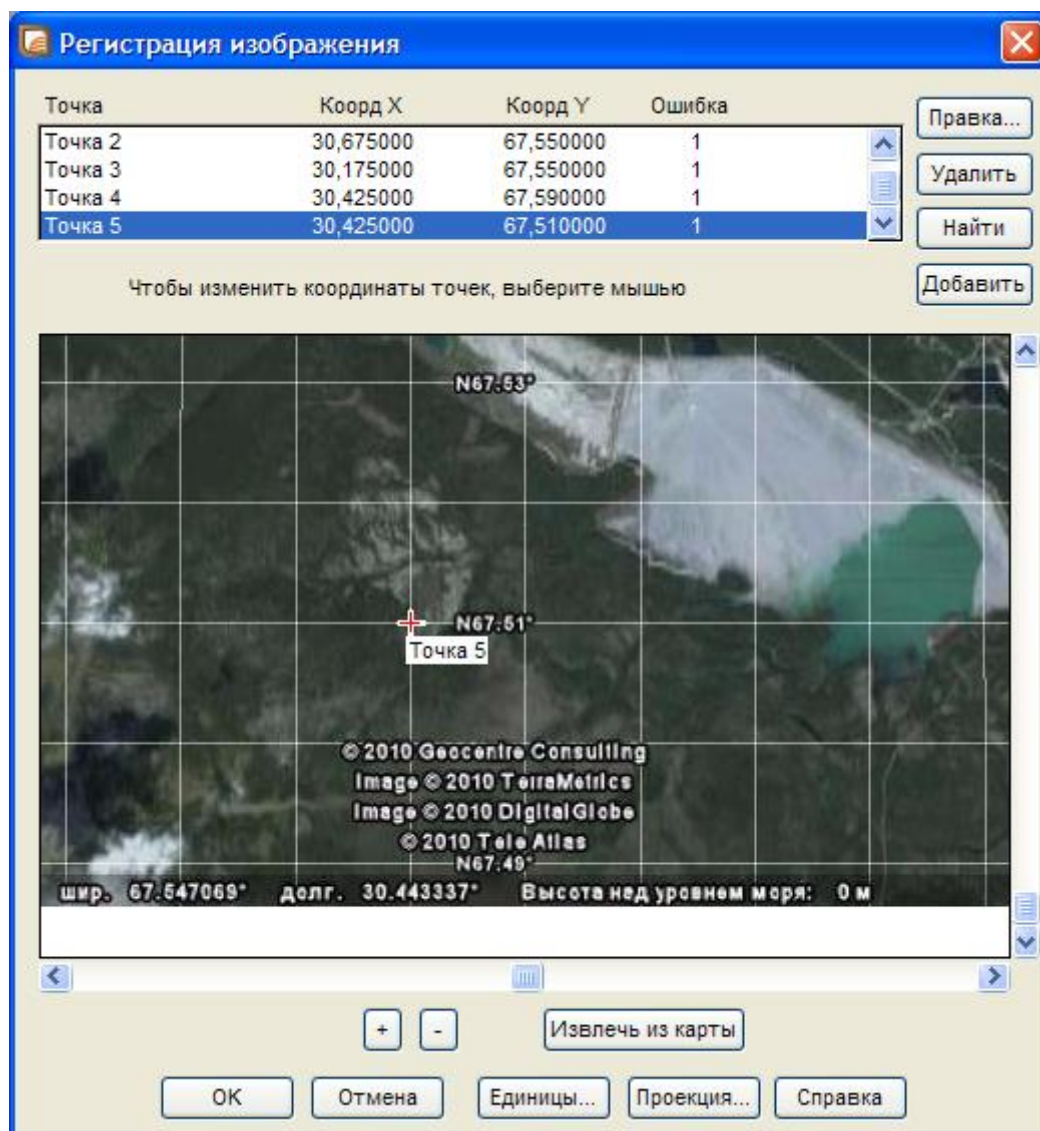 Регистрация изображения
Точка Коорд X Коорд Y Ошибка
Точка 2 30,675000 67,550000 1
Точка 3 30,175000 67,550000 1
Точка 4 30,425000 67,590000 1
Точка 5 30,425000 67,510000 1
Правка...
Удалить
Найти
Добавить
Чтобы изменить координаты точек, выберите мышью
N67.53°
N67.51°
Точка 5
© 2010 Geocentre Consulting
Image © 2010 TerraMetrics
Image © 2010 DigitalGlobe
© 2010 Tele Atlas
N67.49°
шир. 67.547069° долг. 30.443337° Высота над уровнем моря: 0 м
+ - Извлечь из карты
OK Отмена Единицы... Проекция... Справка